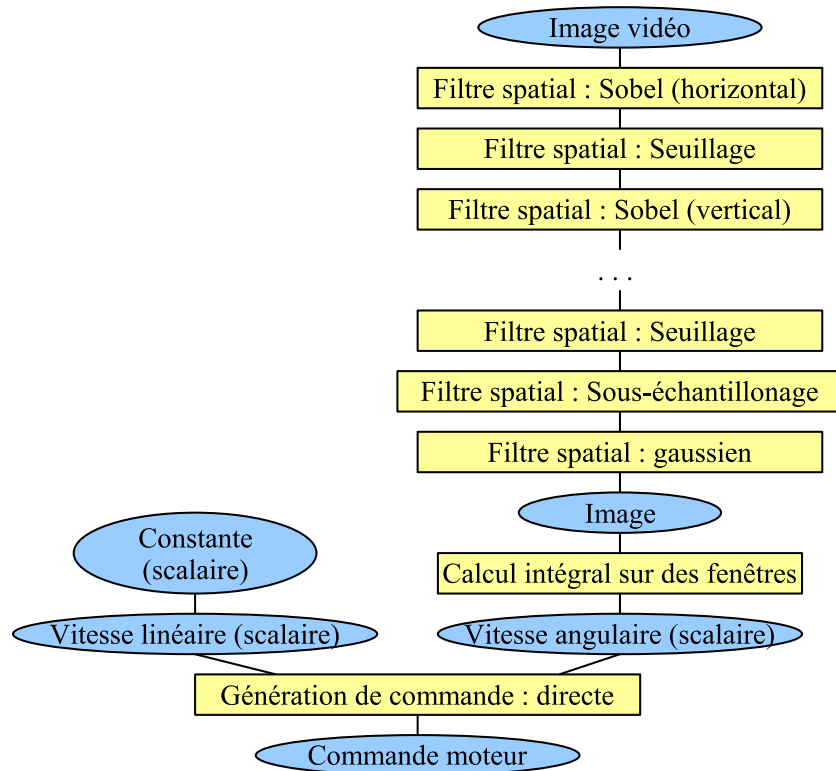 Image vidéo
Filtre spatial : Sobel (horizontal)
Filtre spatial : Seuillage
Filtre spatial : Sobel (vertical)
. . .
Filtre spatial : Seuillage
Filtre spatial : Sous-échantillonage
Filtre spatial : gaussien
Image
Constante
(scalaire)
Calcul intégral sur des fenêtres
Vitesse linéaire (scalaire)
Vitesse angulaire (scalaire)
Génération de commande : directe
Commande moteur